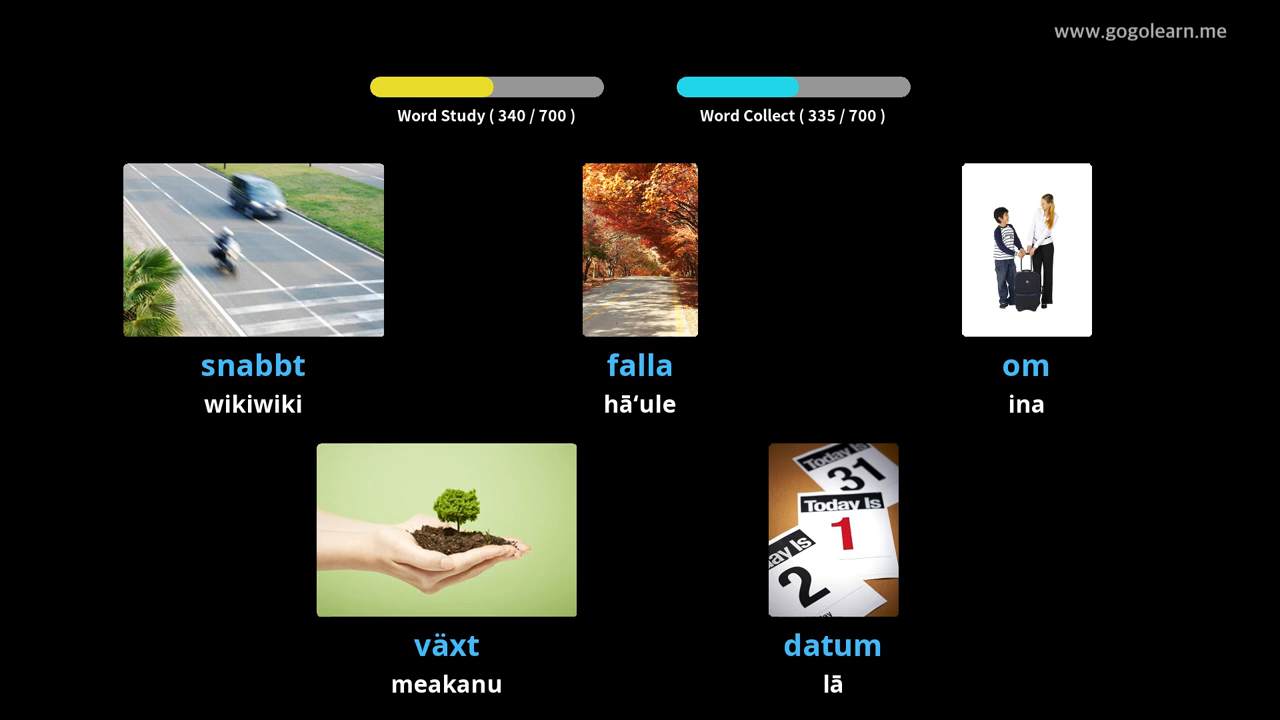 www.gogolearn.me
Word Study ( 340 / 700 )
Word Collect ( 335 / 700 )
snabbt
wikiwiki
falla
hāʻule
om
ina
Today Is
31
Today Is
1
ay Is
2
växt
meakanu
datum
lā